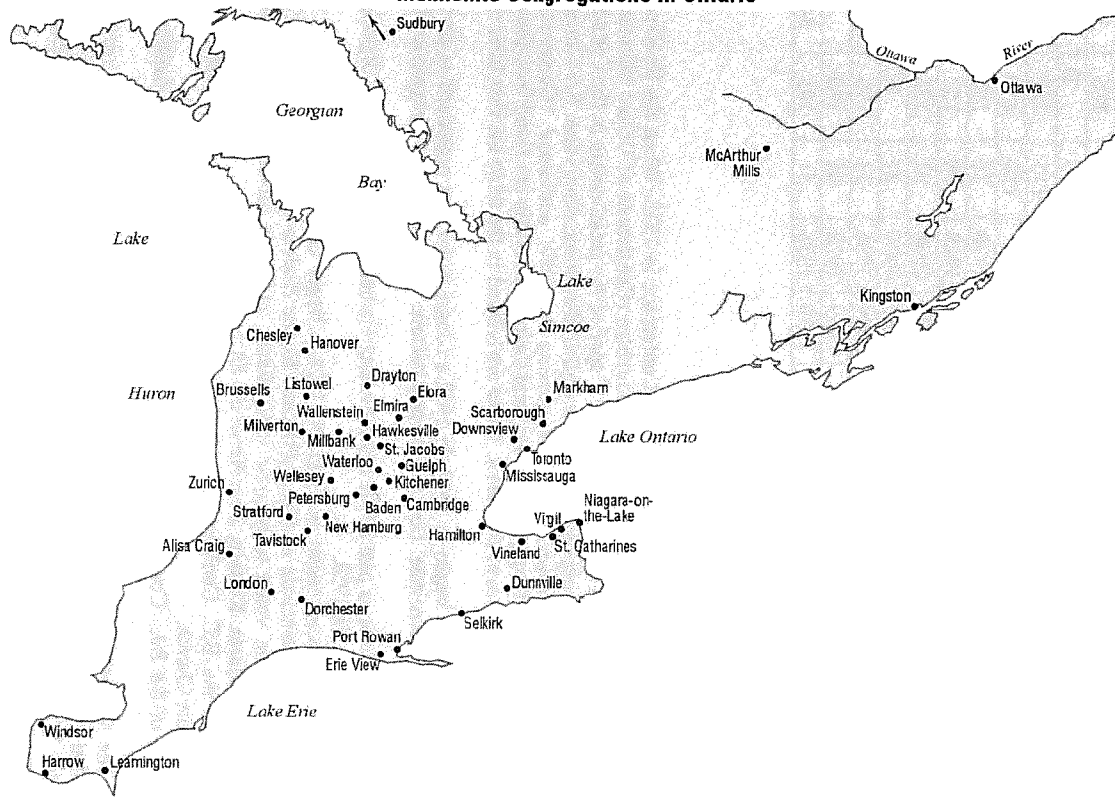 Sudbury
Ottawa
River
Ottawa
Georgian
McArthur
Mills
Bay
Lake
Lake
Kingston
Simcoe
Chesley
Hanover
Drayton
Huron
Brussells
Listowel
Elora
Markham
Wallenstein
Elmira
Scarborough
Milverton
Hawkesville
Downsview
Lake Ontario
Millbank
St. Jacobs
Toronto
Waterloo
Guelph
Mississauga
Zurich
Wellesey
Kitchener
Petersburg
Baden
Cambridge
Niagara-on-
the-Lake
Stratford
New Hamburg
Virgil
Hamilton
Tavistock
Vineland
St. Catharines
Alisa Craig
London
Dunnville
Dorchester
Selkirk
Port Rowan
Erie View
Lake Erie
Windsor
Harrow
Leamington